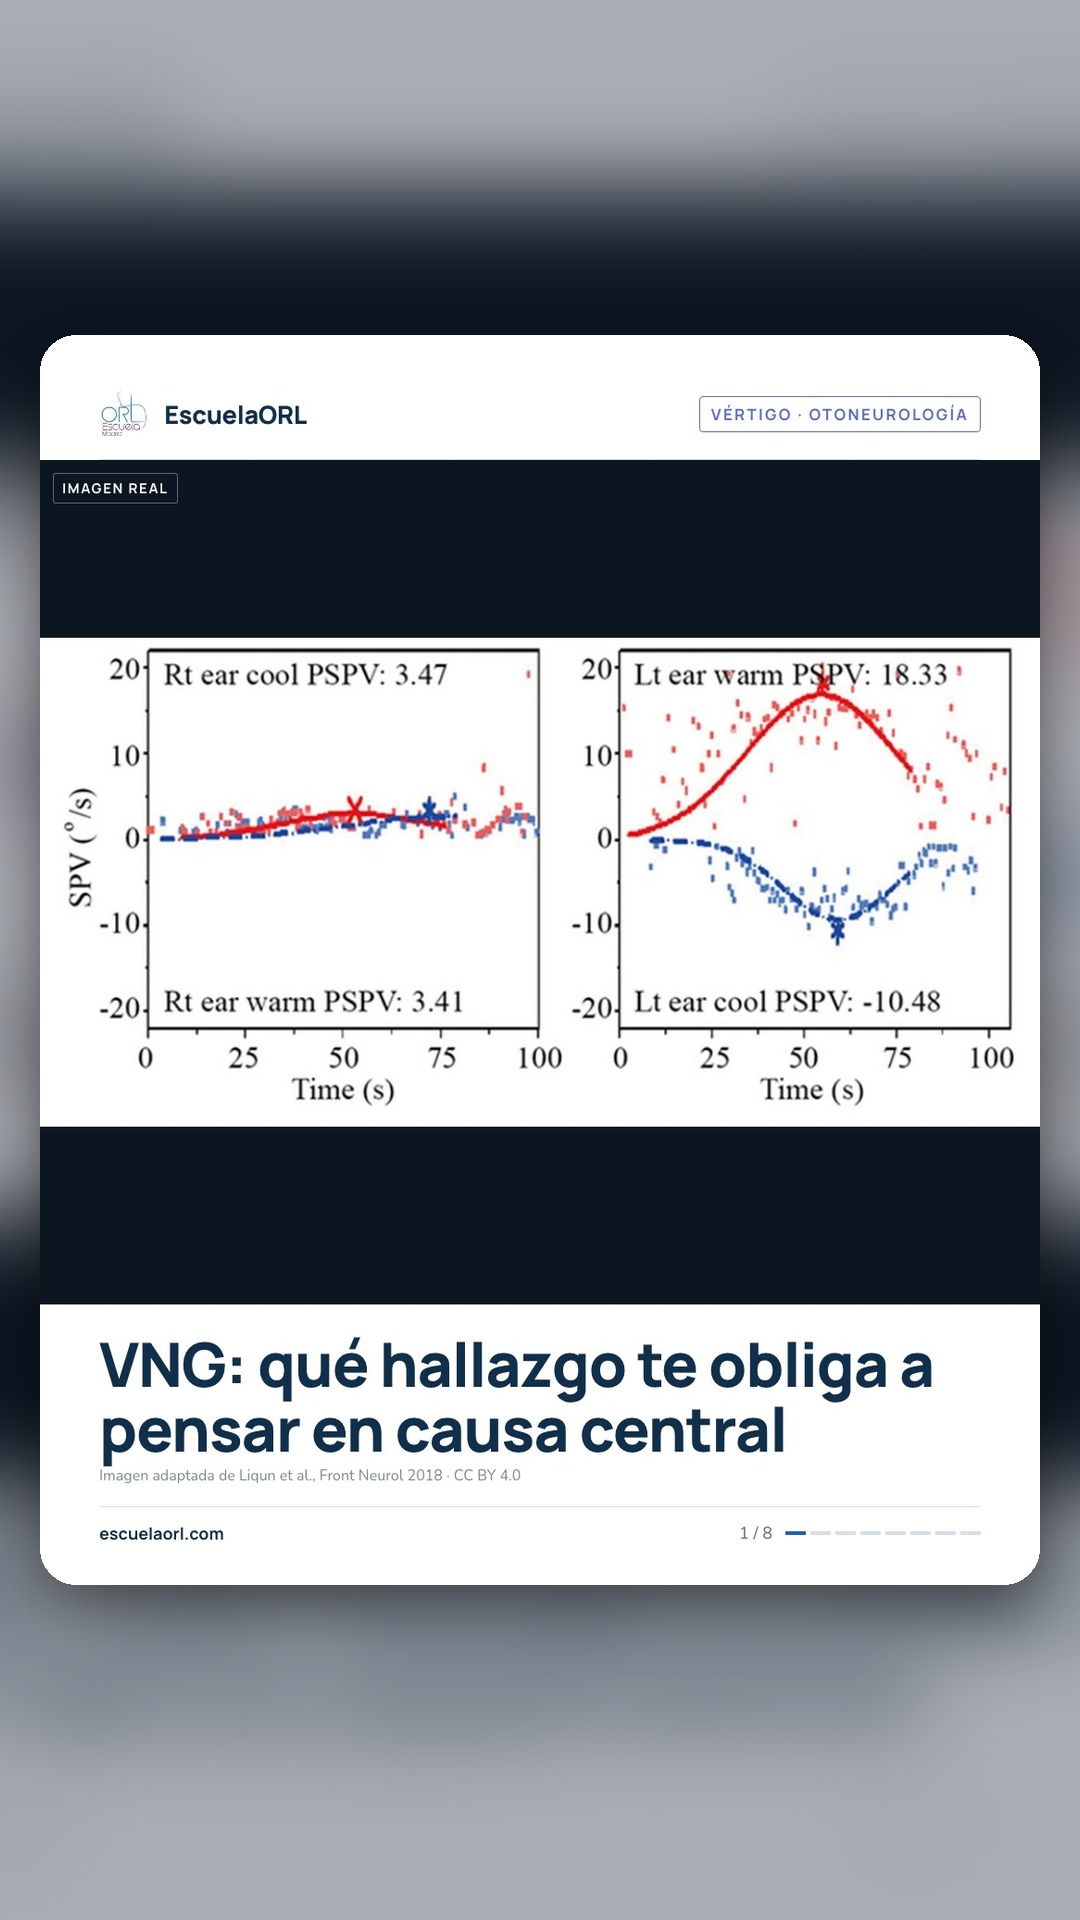 ORL
Escuela
Madrid
EscuelaORL
VÉRTIGO · OTONEUROLOGÍA
IMAGEN REAL
20
Rt ear cool PSPV: 3.47
10
0
-10
-20
Rt ear warm PSPV: 3.41
SPV (°/s)
0 25 50 75 100
Time (s)
20
Lt ear warm PSPV: 18.33
10
0
-10
-20
Lt ear cool PSPV: -10.48
0 25 50 75 100
Time (s)
VNG: qué hallazgo te obliga a
pensar en causa central
Imagen adaptada de Liqun et al., Front Neurol 2018 · CC BY 4.0
escuelaorl.com
1 / 8